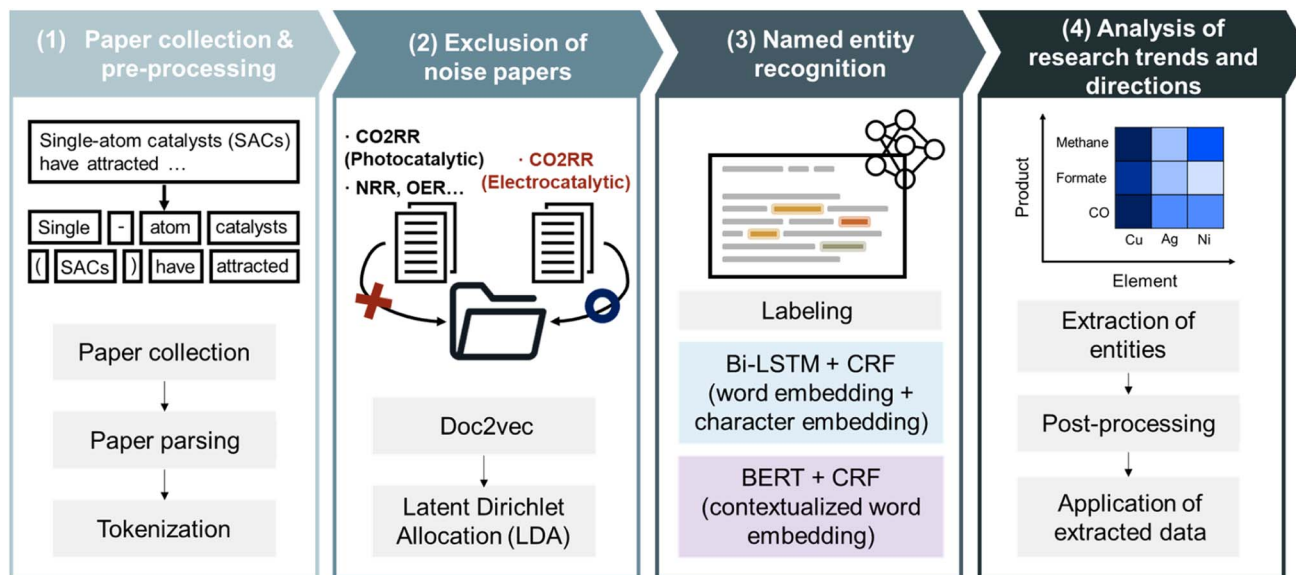 (1) Paper collection &
pre-processing
Single-atom catalysts (SACs)
have attracted ...
Single - atom catalysts
( SACs ) have attracted
Paper collection
Paper parsing
Tokenization
(2) Exclusion of
noise papers
· CO2RR
(Photocatalytic)
· NRR, OER...
· CO2RR
(Electrocatalytic)
Doc2vec
Latent Dirichlet
Allocation (LDA)
(3) Named entity
recognition
Labeling
Bi-LSTM + CRF
(word embedding +
character embedding)
BERT + CRF
(contextualized word
embedding)
(4) Analysis of
research trends and
directions
Product
Methane
Formate
CO
Cu Ag Ni
Element
Extraction of
entities
Post-processing
Application of
extracted data